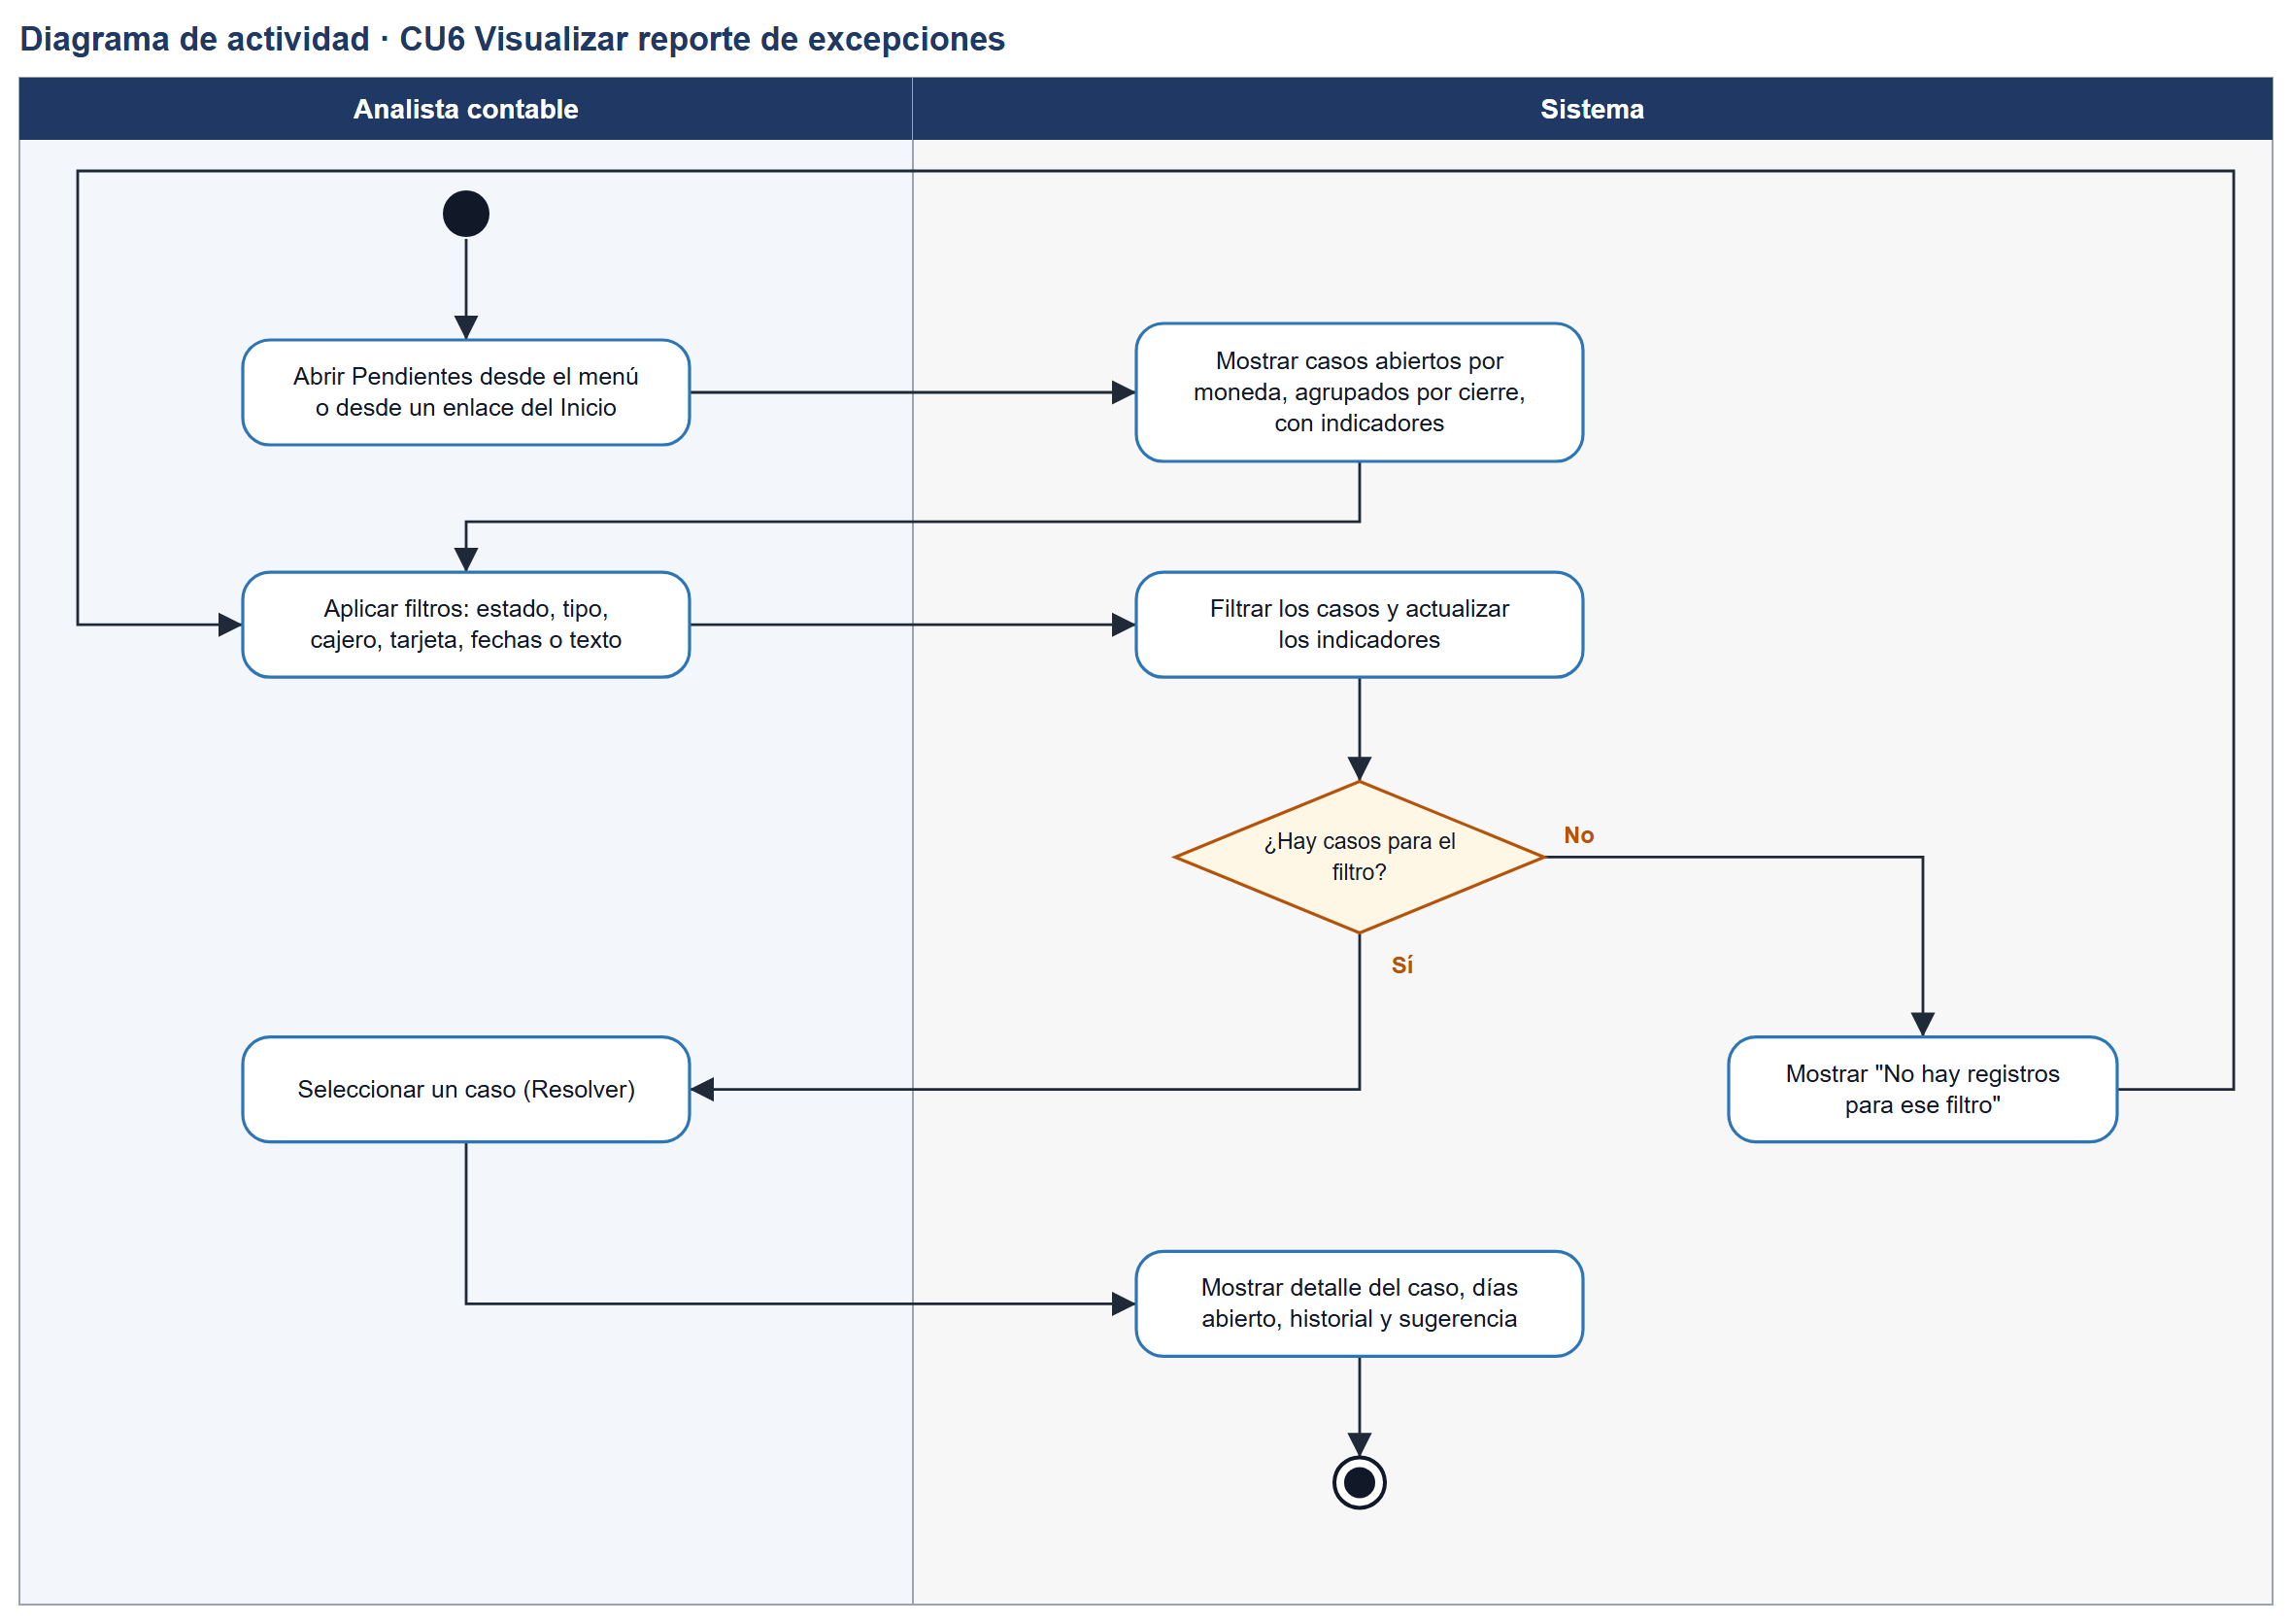 Diagrama de actividad · CU6 Visualizar reporte de excepciones
Analista contable
Sistema
Abrir Pendientes desde el menú
o desde un enlace del Inicio
Mostrar casos abiertos por
moneda, agrupados por cierre,
con indicadores
Aplicar filtros: estado, tipo,
cajero, tarjeta, fechas o texto
Filtrar los casos y actualizar
los indicadores
¿Hay casos para el
filtro?
No
Sí
Seleccionar un caso (Resolver)
Mostrar "No hay registros
para ese filtro"
Mostrar detalle del caso, días
abierto, historial y sugerencia